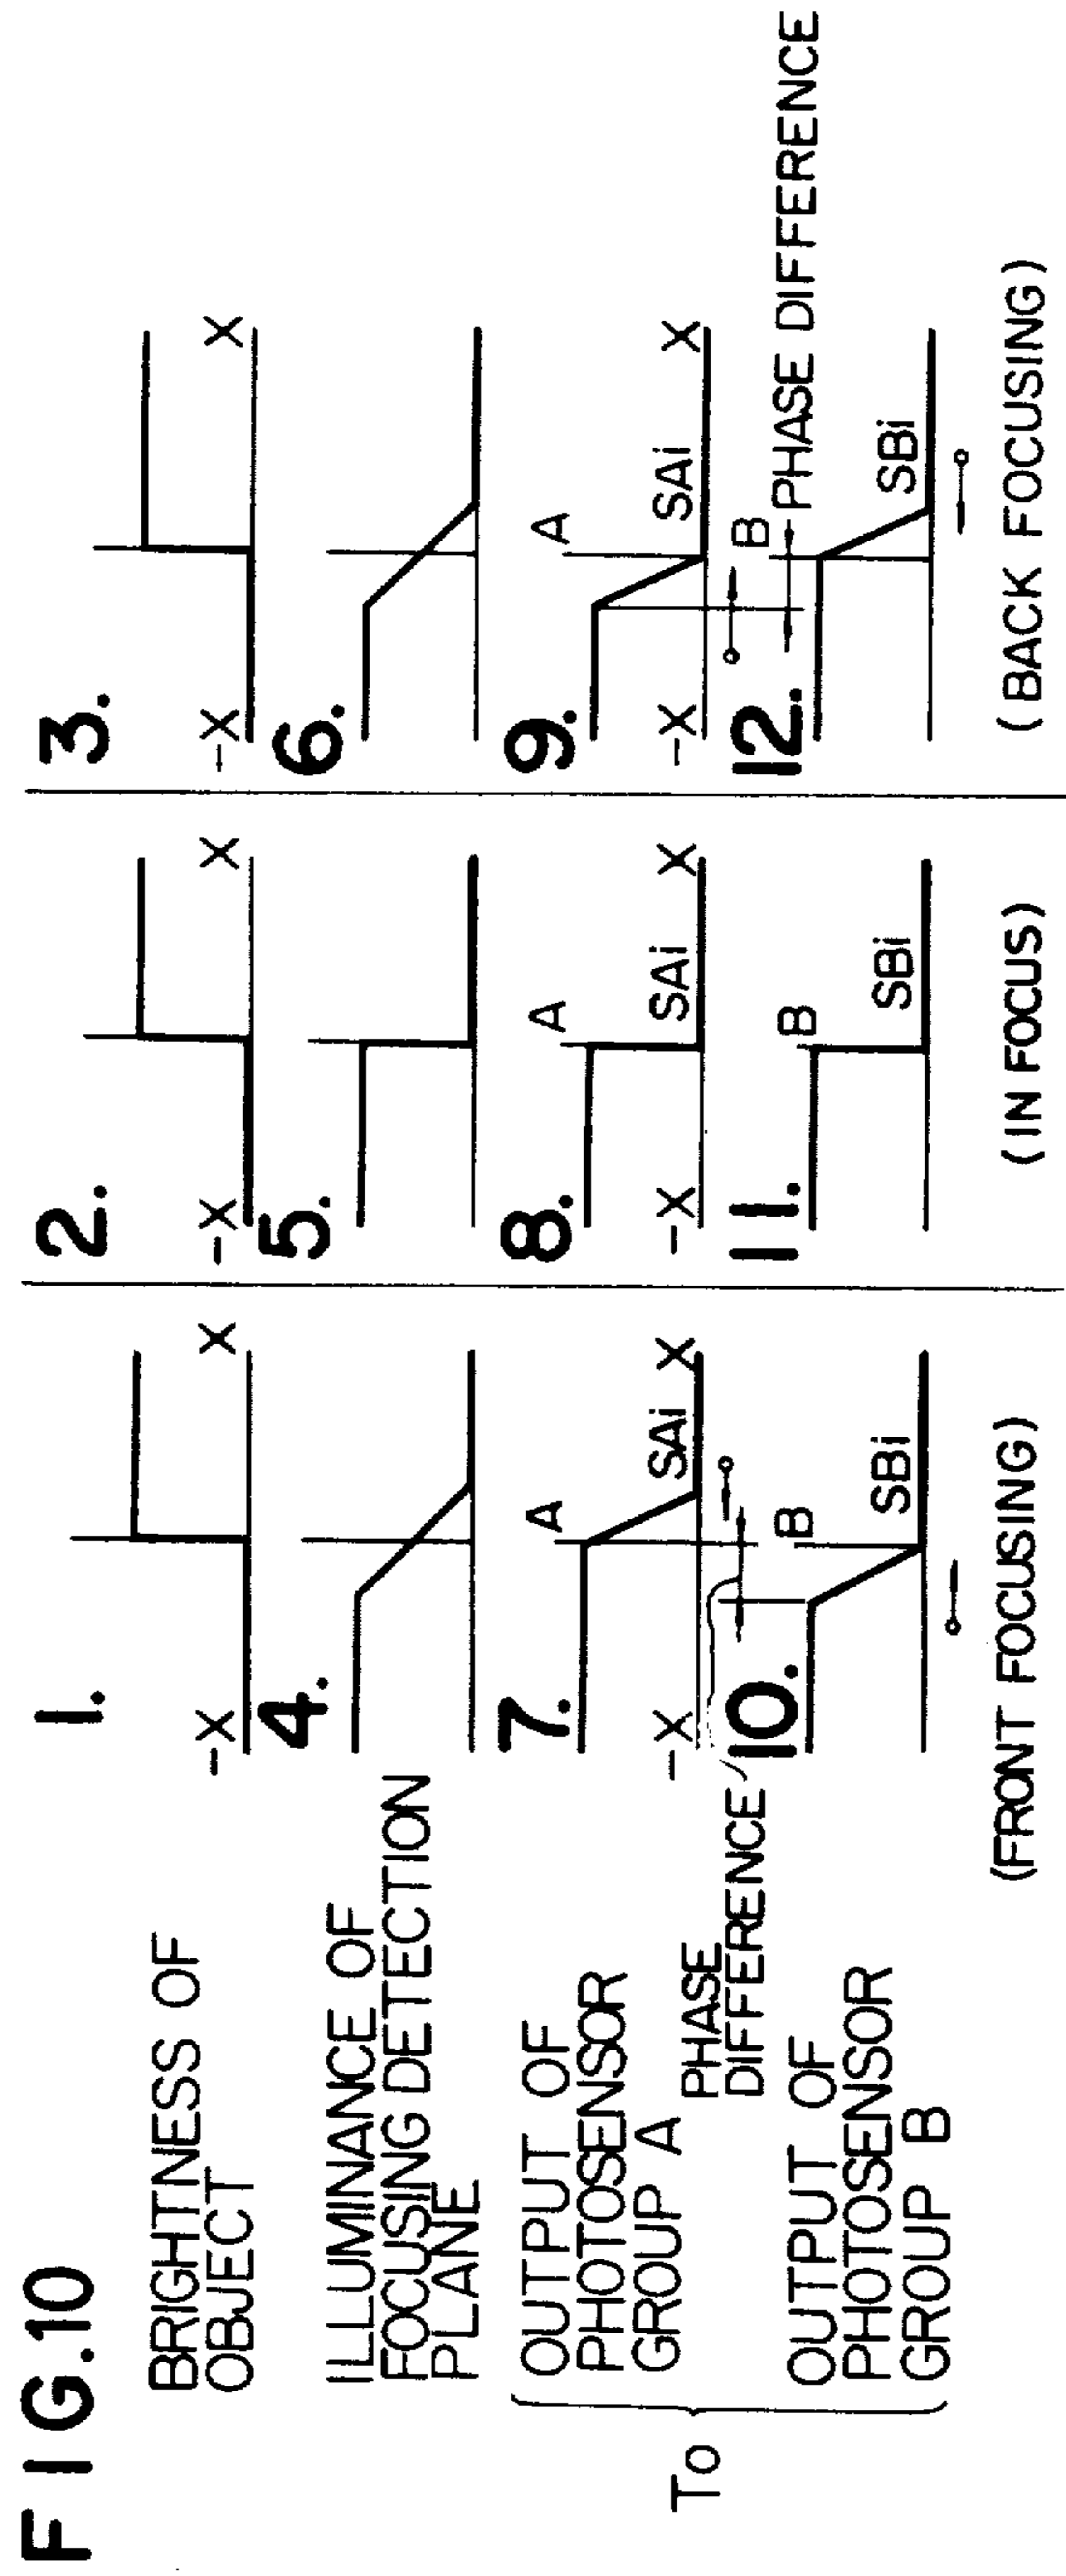 FIG.10
1.
2.
3.
BRIGHTNESS OF
OBJECT
-X X
-X X
-X X
4.
5.
6.
ILLUMINANCE OF
FOCUSING DETECTION
PLANE
7.
8.
9.
To
OUTPUT OF
PHOTOSENSOR
GROUP A
A
SAi
-X X
A
SAi
-X X
A
SAi
-X X
PHASE
DIFFERENCE
PHASE DIFFERENCE
10.
11.
12.
OUTPUT OF
PHOTOSENSOR
GROUP B
B
SBi
B
SBi
B
SBi
(FRONT FOCUSING)
(IN FOCUS)
(BACK FOCUSING)